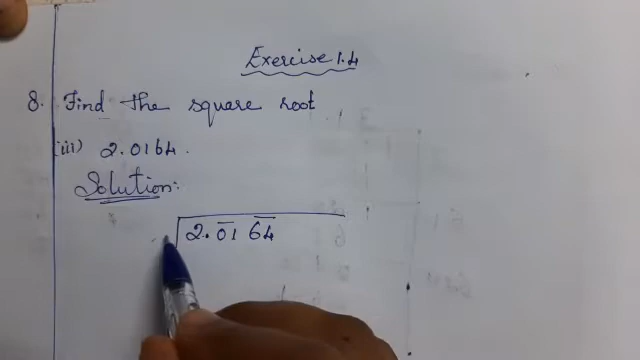 Exercise 1.4
8. Find the square root
(iii) 2.0164.
Solution:
2.01 64